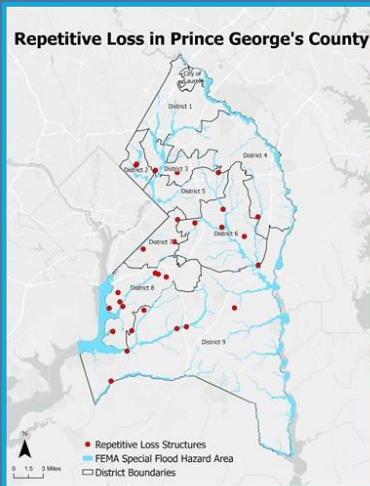 Repetitive Loss in Prince George's County
City of
Laurel
District 1
District 4
District 2
District 3
District 5
District 6
District 7
District 8
District 9
N
Repetitive Loss Structures
FEMA Special Flood Hazard Area
District Boundaries
0 1.5 3 Miles